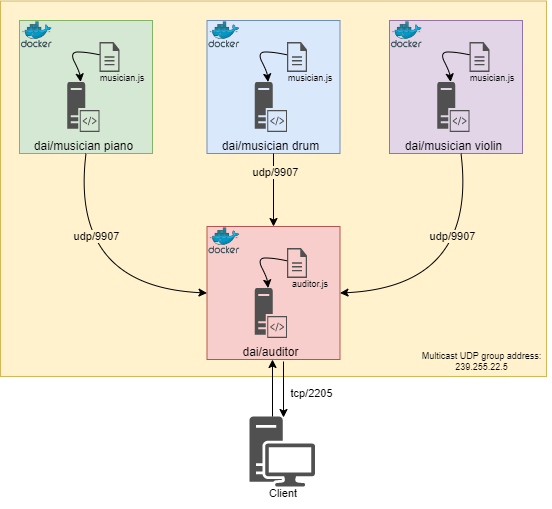 docker
docker
docker
musician.js
musician.js
musician.js
</>
</>
</>
dai/musician piano
dai/musician drum
dai/musician violin
udp/9907
udp/9907
udp/9907
docker
auditor.js
</>
dai/auditor
Multicast UDP group address:
239.255.22.5
tcp/2205
Client